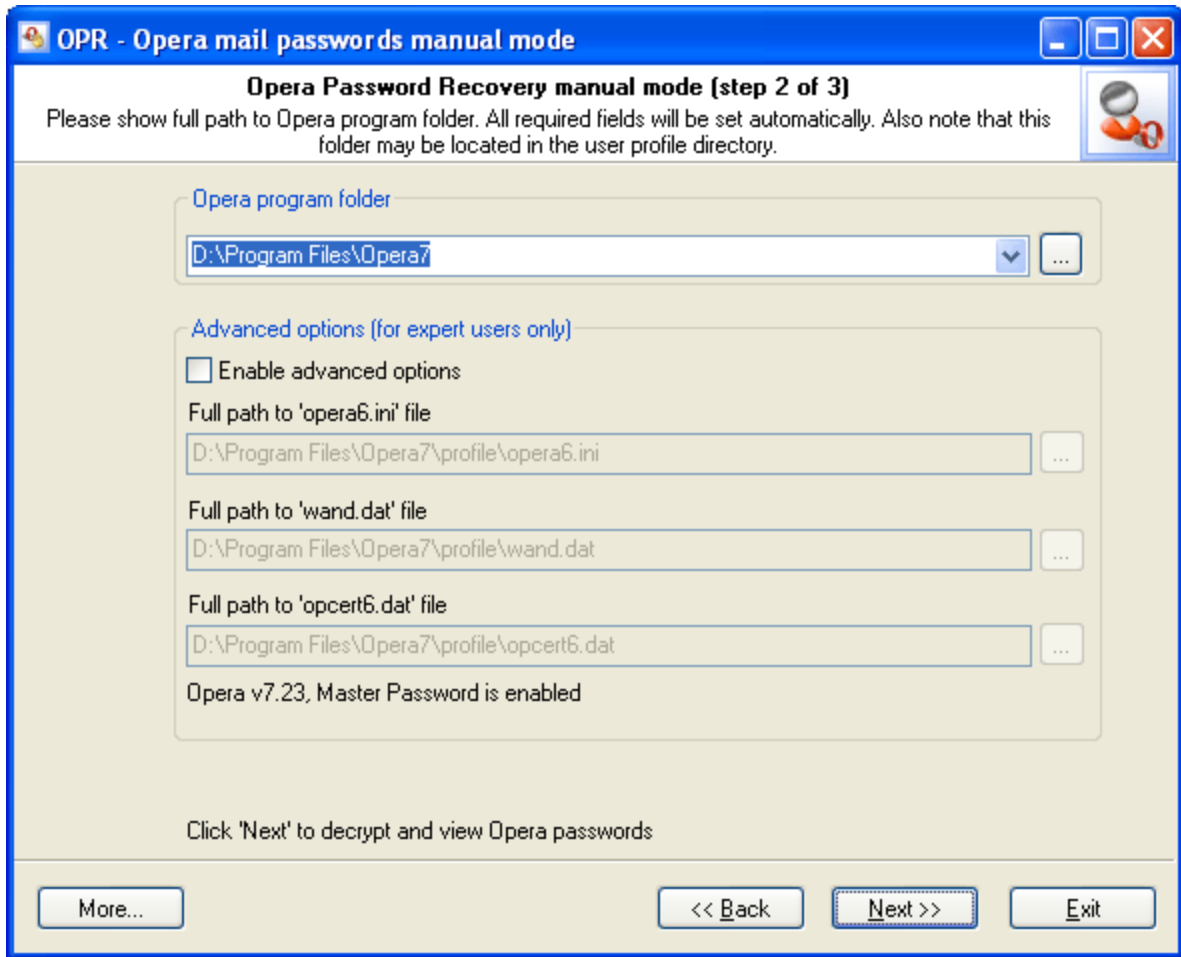 OPR - Opera mail passwords manual mode
Opera Password Recovery manual mode (step 2 of 3)
Please show full path to Opera program folder. All required fields will be set automatically. Also note that this
folder may be located in the user profile directory.
Opera program folder
D:\Program Files\Opera7
...
Advanced options (for expert users only)
Enable advanced options
Full path to 'opera6.ini' file
D:\Program Files\Opera7\profile\opera6.ini
...
Full path to 'wand.dat' file
D:\Program Files\Opera7\profile\wand.dat
...
Full path to 'opcert6.dat' file
D:\Program Files\Opera7\profile\opcert6.dat
...
Opera v7.23, Master Password is enabled
Click 'Next' to decrypt and view Opera passwords
More...
<< Back
Next >>
Exit